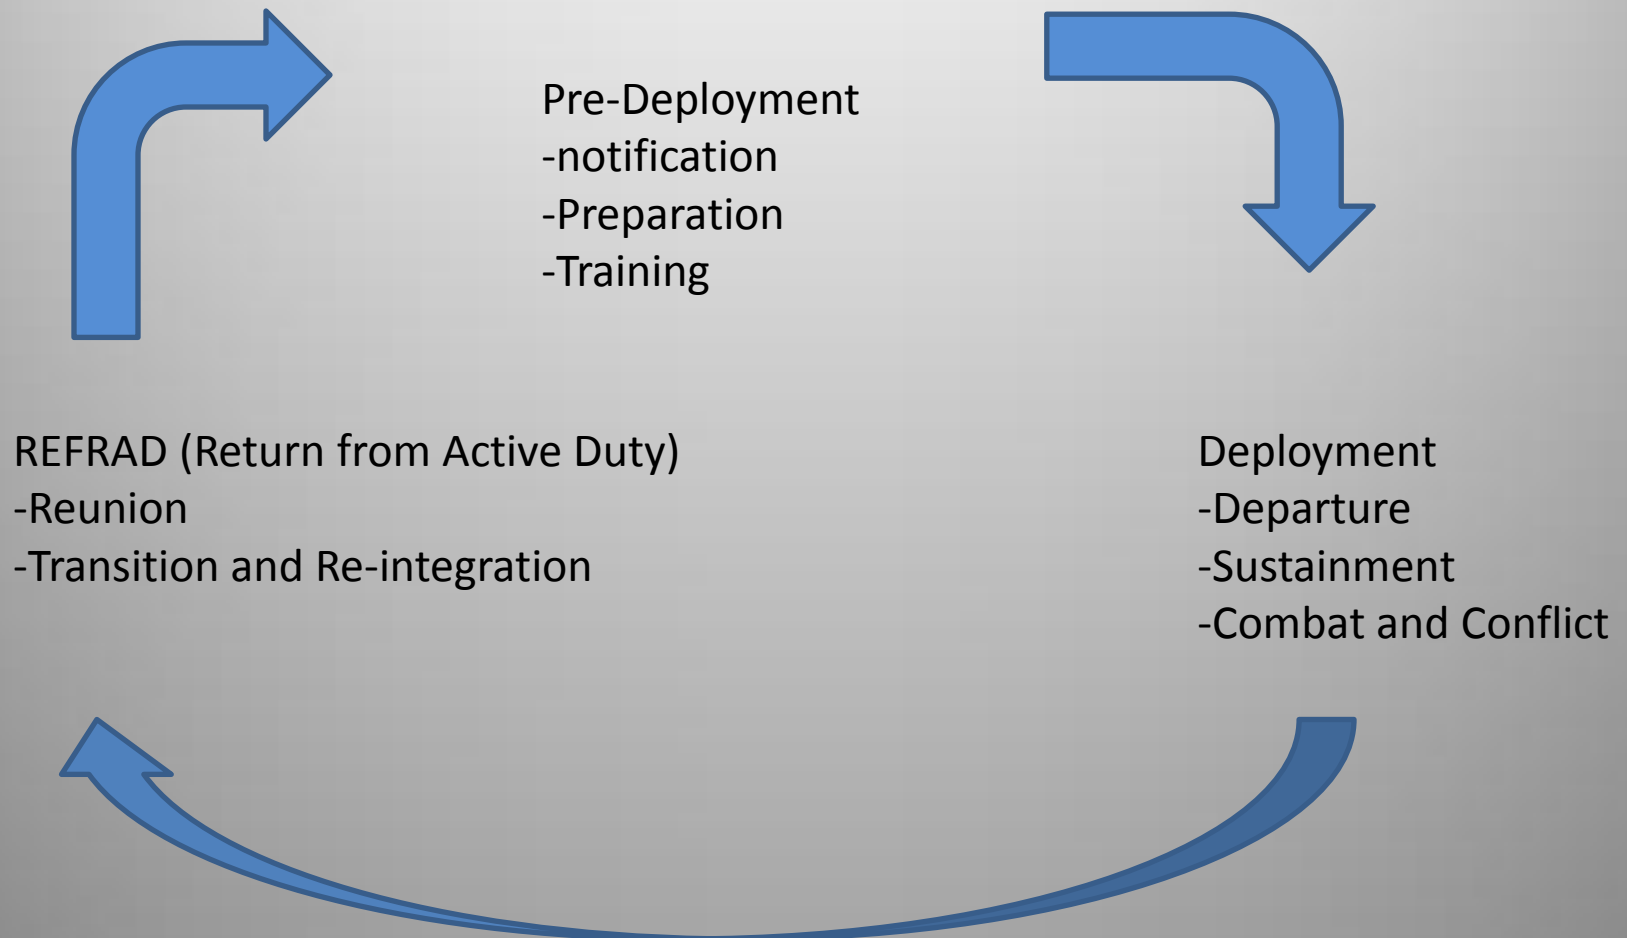 Pre-Deployment
-notification
-Preparation
-Training
REFRAD (Return from Active Duty)
-Reunion
-Transition and Re-integration
Deployment
-Departure
-Sustainment
-Combat and Conflict